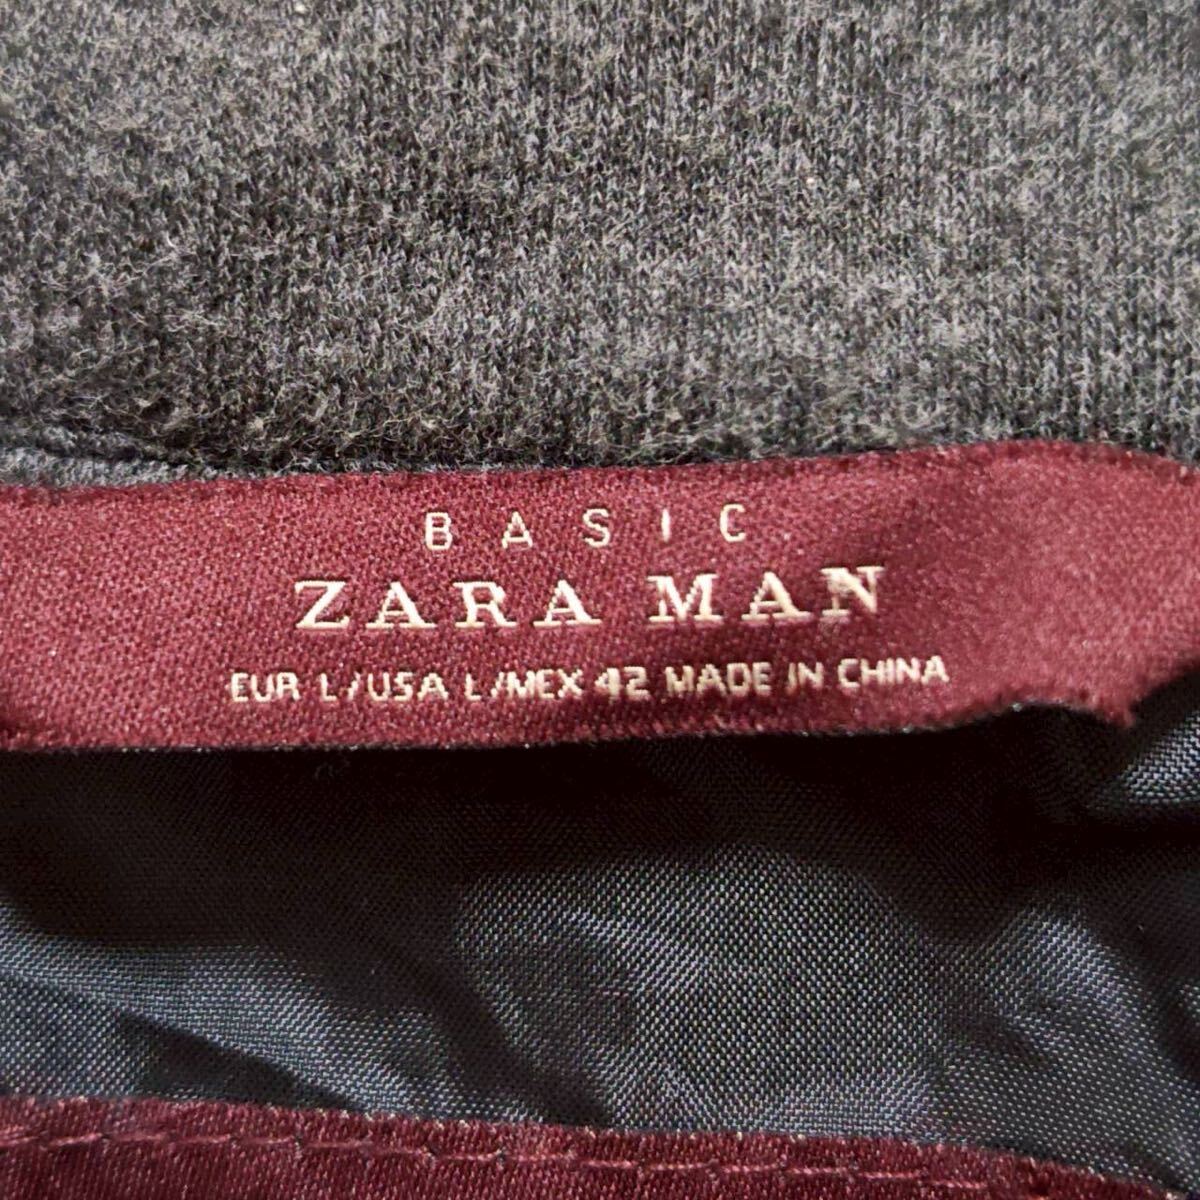 BASIC
ZARA MAN
EUR L/USA L/MEX 42 MADE IN CHINA